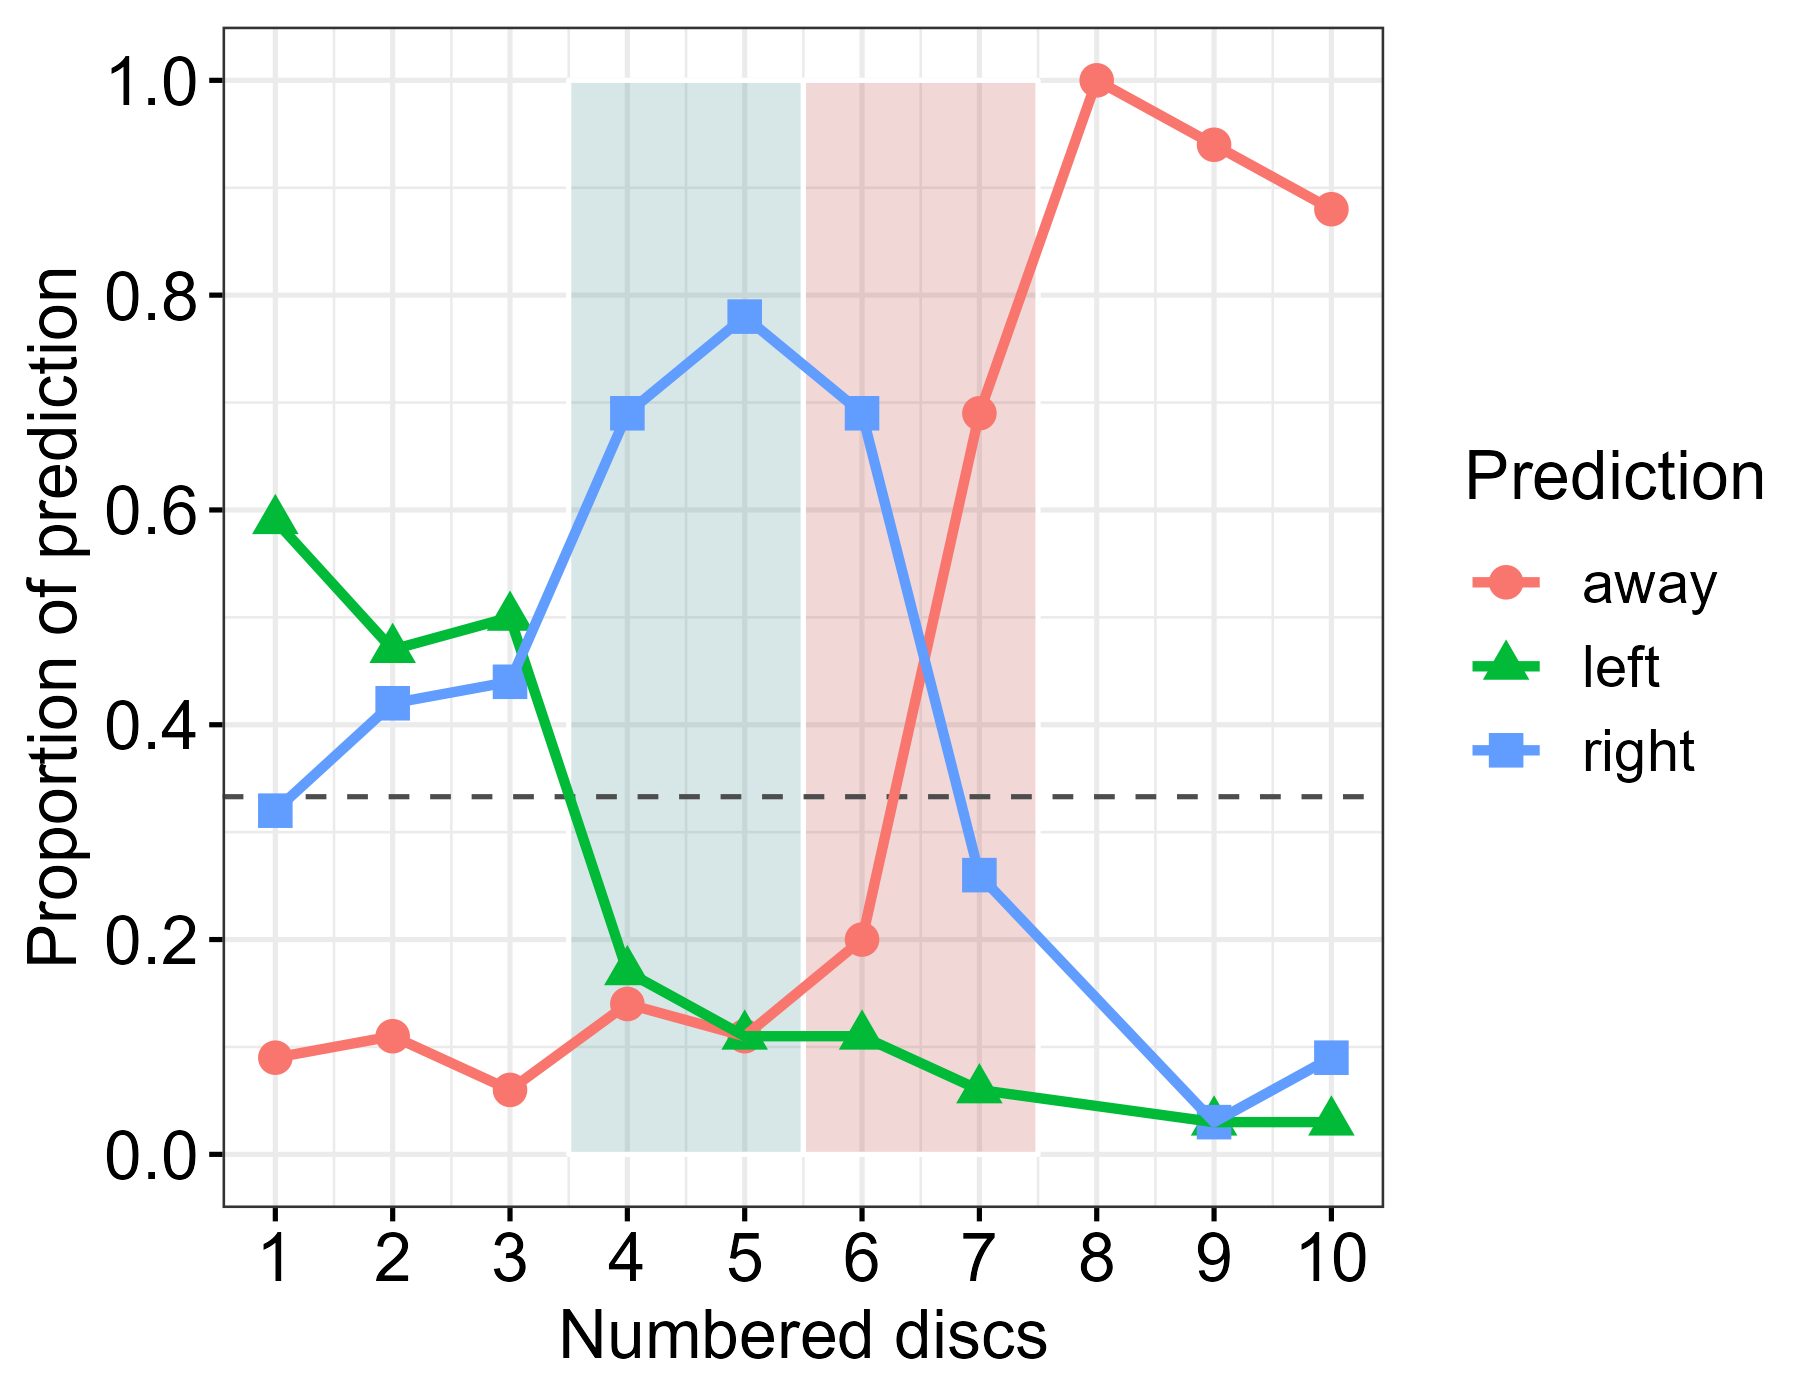 Proportion of prediction
1.0
0.8
0.6
0.4
0.2
0.0
1 2 3 4 5 6 7 8 9 10
Numbered discs
Prediction
away
left
right